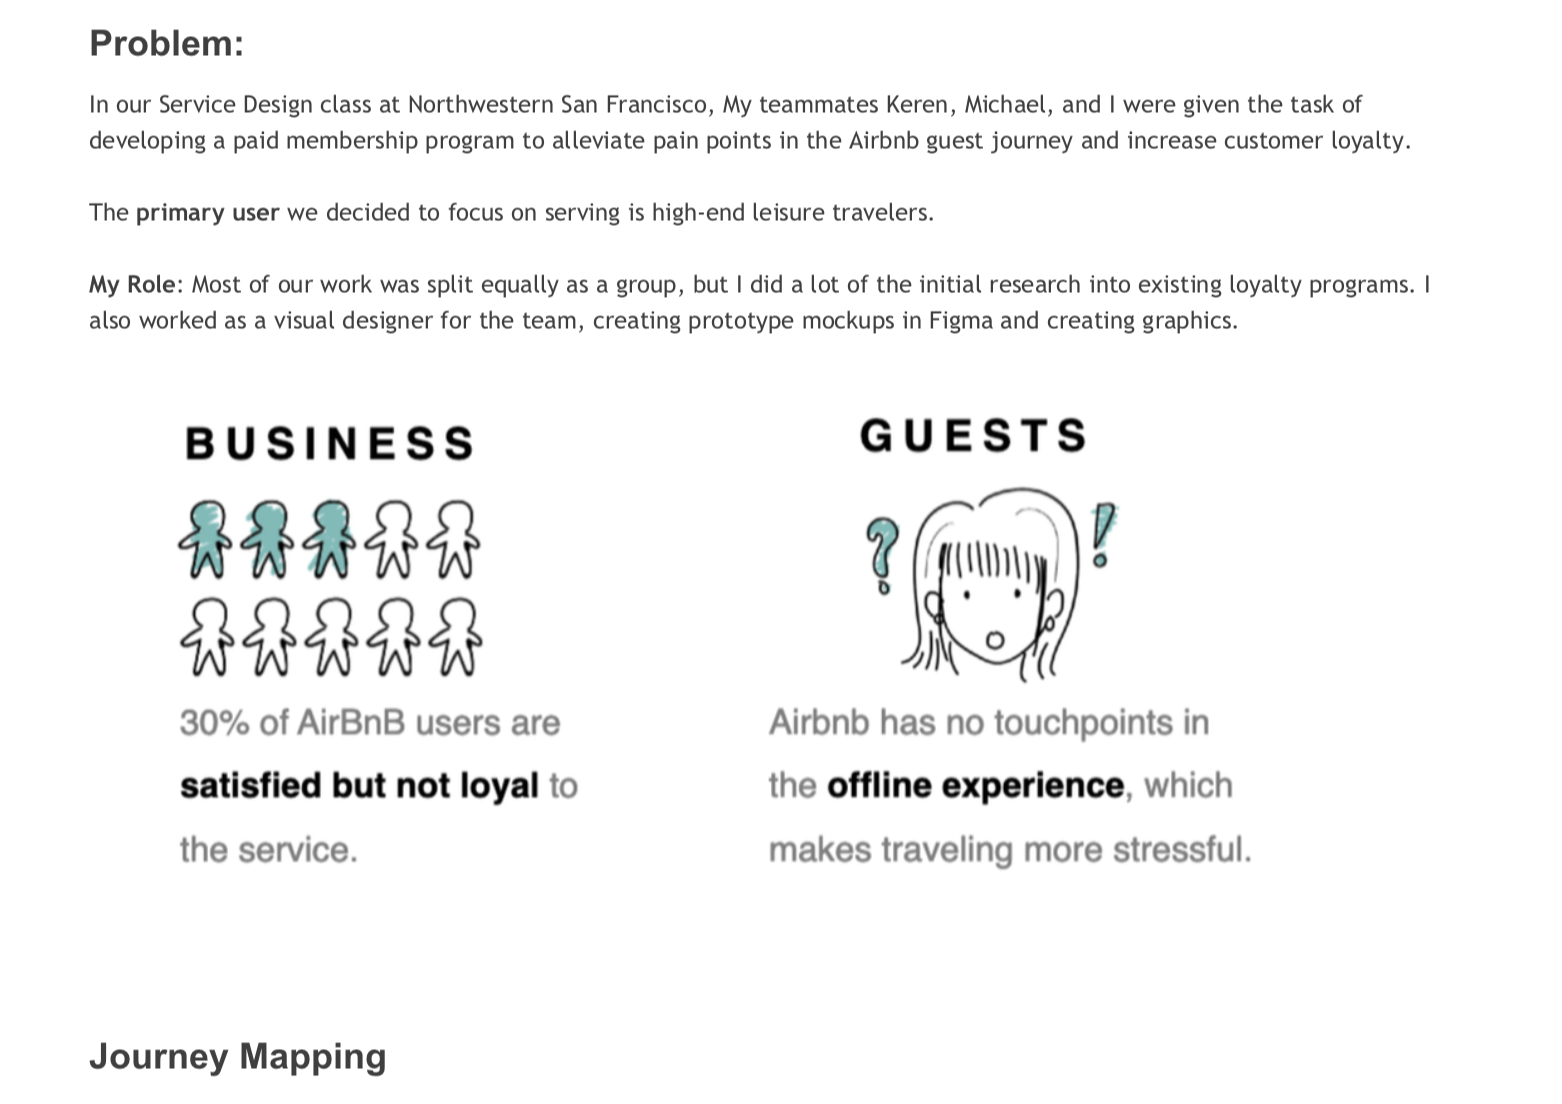 Problem:
In our Service Design class at Northwestern San Francisco, My teammates Keren, Michael, and I were given the task of
developing a paid membership program to alleviate pain points in the Airbnb guest journey and increase customer loyalty.
The primary user we decided to focus on serving is high-end leisure travelers.
My Role: Most of our work was split equally as a group, but I did a lot of the initial research into existing loyalty programs. I
also worked as a visual designer for the team, creating prototype mockups in Figma and creating graphics.
BUSINESS
30% of AirBnB users are
satisfied but not loyal to
the service.
GUESTS
? !
Airbnb has no touchpoints in
the offline experience, which
makes traveling more stressful.
Journey Mapping